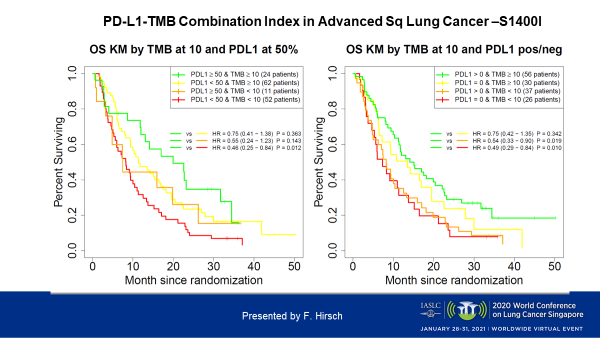 PD-L1-TMB Combination Index in Advanced Sq Lung Cancer –S1400I
OS KM by TMB at 10 and PDL1 at 50%
OS KM by TMB at 10 and PDL1 pos/neg
PDL1 ≥ 50 & TMB ≥ 10 (24 patients)
PDL1 < 50 & TMB ≥ 10 (62 patients)
PDL1 ≥ 50 & TMB < 10 (11 patients)
PDL1 < 50 & TMB < 10 (52 patients)
vs HR = 0.75 (0.41 − 1.38) P = 0.363
vs HR = 0.55 (0.24 − 1.23) P = 0.143
vs HR = 0.46 (0.25 − 0.84) P = 0.012
Percent Surviving
0.0
0.2
0.4
0.6
0.8
1.0
0 10 20 30 40 50
Month since randomization
PDL1 > 0 & TMB ≥ 10 (56 patients)
PDL1 = 0 & TMB ≥ 10 (30 patients)
PDL1 > 0 & TMB < 10 (37 patients)
PDL1 = 0 & TMB < 10 (26 patients)
vs HR = 0.75 (0.42 − 1.35) P = 0.342
vs HR = 0.54 (0.33 − 0.90) P = 0.019
vs HR = 0.49 (0.29 − 0.84) P = 0.010
Percent Surviving
0.0
0.2
0.4
0.6
0.8
1.0
0 10 20 30 40 50
Month since randomization
Presented by F. Hirsch
IASLC
2020 World Conference
on Lung Cancer Singapore
JANUARY 28-31, 2021 | WORLDWIDE VIRTUAL EVENT